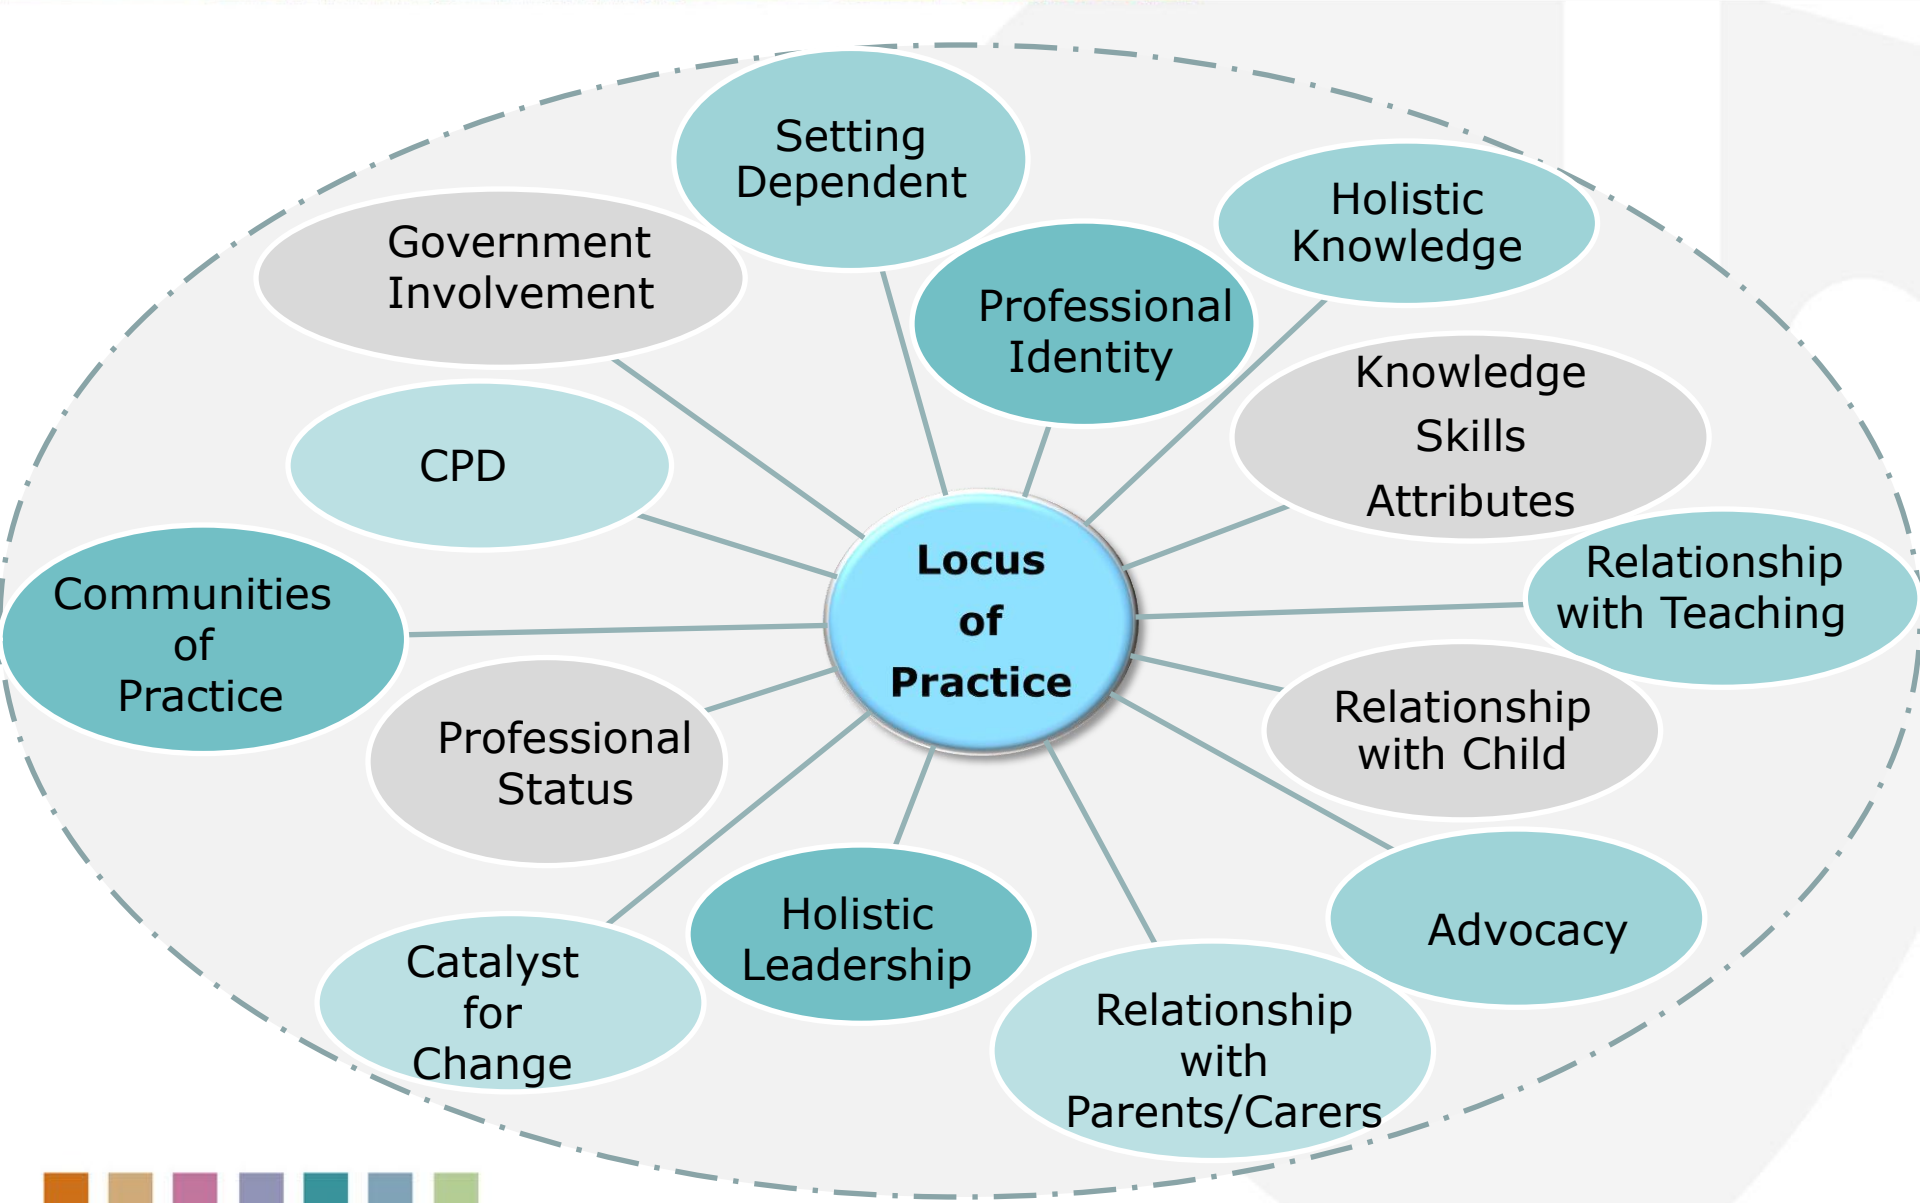 Setting
Dependent
Holistic
Knowledge
Government
Involvement
Professional
Identity
Knowledge
Skills
Attributes
CPD
Locus
of
Practice
Relationship
with Teaching
Communities
of
Practice
Relationship
with Child
Professional
Status
Advocacy
Holistic
Leadership
Catalyst
for
Change
Relationship
with
Parents/Carers